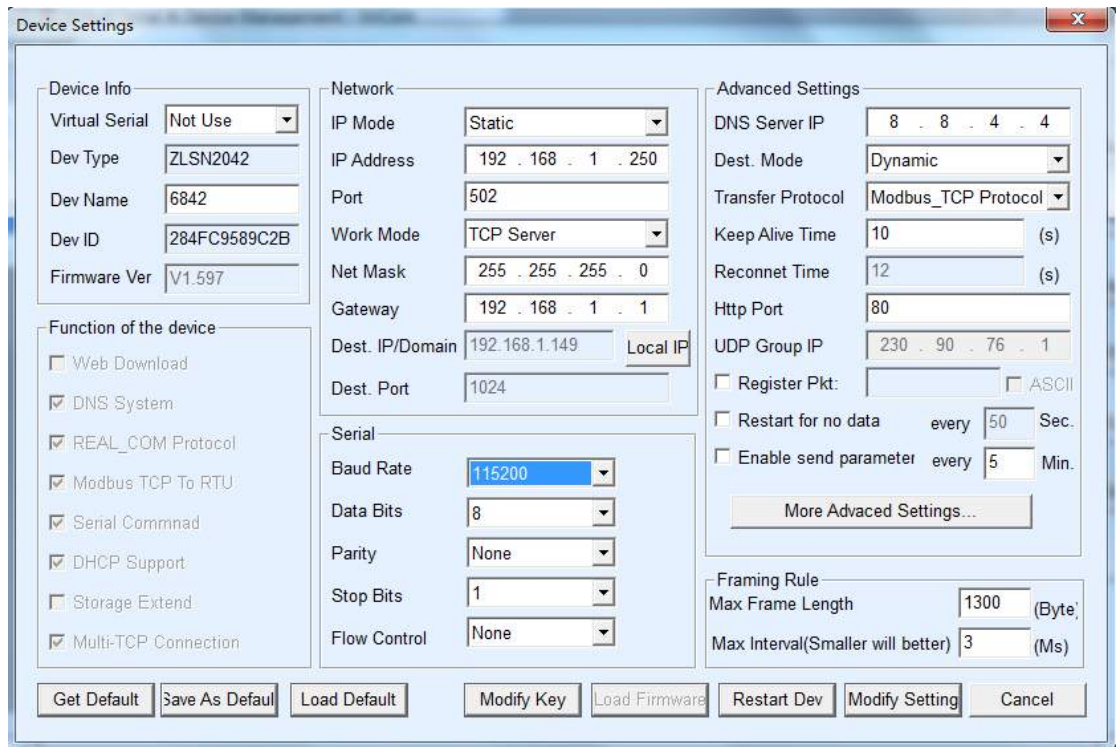 Device Settings
Device Info
Virtual Serial Not Use
Dev Type ZLSN2042
Dev Name 6842
Dev ID 284FC9589C2B
Firmware Ver V1.597
Function of the device
Web Download
DNS System
REAL_COM Protocol
Modbus TCP To RTU
Serial Commnad
DHCP Support
Storage Extend
Multi-TCP Connection
Network
IP Mode Static
IP Address 192 . 168 . 1 . 250
Port 502
Work Mode TCP Server
Net Mask 255 . 255 . 255 . 0
Gateway 192 . 168 . 1 . 1
Dest. IP/Domain 192.168.1.149 Local IP
Dest. Port 1024
Serial
Baud Rate 115200
Data Bits 8
Parity None
Stop Bits 1
Flow Control None
Advanced Settings
DNS Server IP 8 . 8 . 4 . 4
Dest. Mode Dynamic
Transfer Protocol Modbus_TCP Protocol
Keep Alive Time 10 (s)
Reconnet Time 12 (s)
Http Port 80
UDP Group IP 230 . 90 . 76 . 1
Register Pkt: ASCII
Restart for no data every 50 Sec.
Enable send parameter every 5 Min.
More Advaced Settings...
Framing Rule
Max Frame Length 1300 (Byte)
Max Interval(Smaller will better) 3 (Ms)
Get Default Save As Defaul Load Default Modify Key Load Firmware Restart Dev Modify Setting Cancel